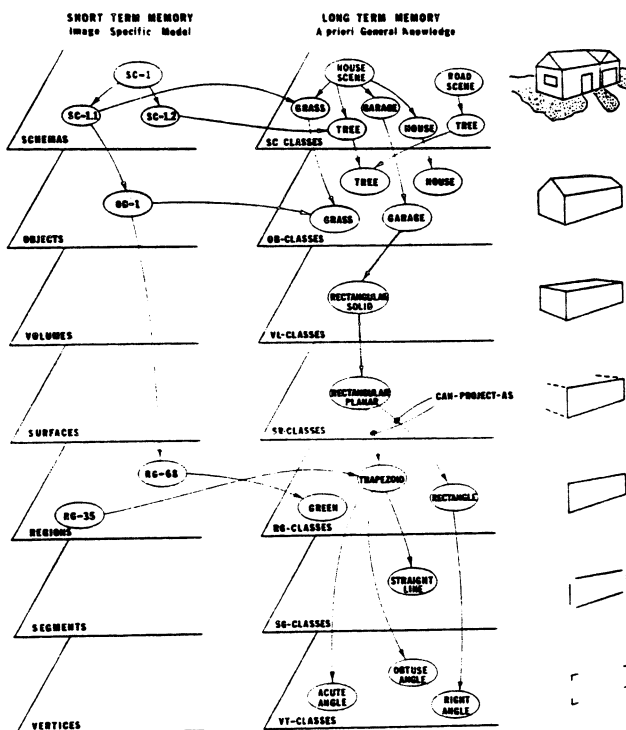 SHORT TERM MEMORY
Image Specific Model
LONG TERM MEMORY
A priori General Knowledge
SC-1
SC-1.1
SC-1.2
SCHEMAS
HOUSE
SCENE
ROAD
SCENE
GRASS
GARAGE
TREE
HOUSE
TREE
SC CLASSES
OG-1
OBJECTS
TREE
HOUSE
GRASS
GARAGE
OB-CLASSES
VOLUMES
RECTANGULAR
SOLID
VL-CLASSES
SURFACES
RECTANGULAR
PLANAR
CAN-PROJECT-AS
SR-CLASSES
RG-68
RG-35
REGIONS
TRAPEZOID
RECTANGLE
GREEN
RG-CLASSES
SEGMENTS
STRAIGHT
LINE
SG-CLASSES
VERTICES
ACUTE
ANGLE
OBTUSE
ANGLE
RIGHT
ANGLE
VT-CLASSES